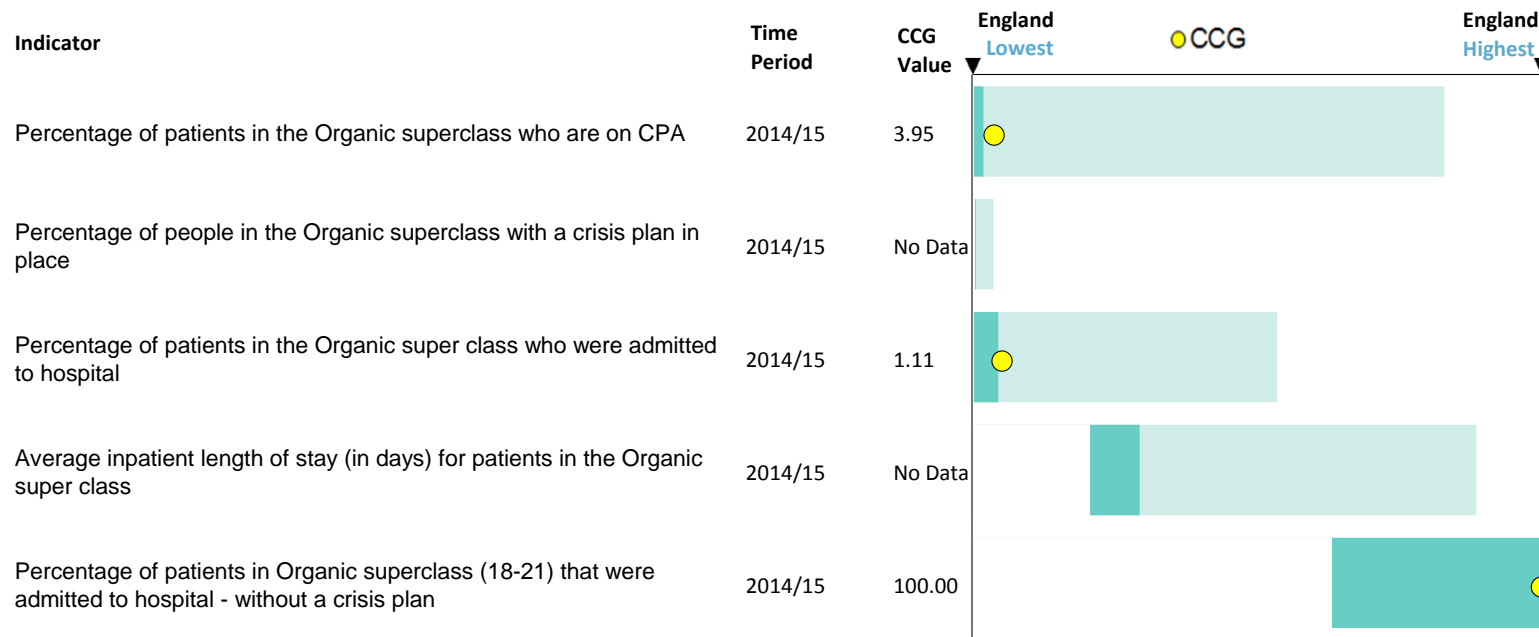 Indicator
Time
Period
CCG
Value
England
Lowest
CCG
England
Highest
Percentage of patients in the Organic superclass who are on CPA
2014/15
3.95
Percentage of people in the Organic superclass with a crisis plan in
place
2014/15
No Data
Percentage of patients in the Organic super class who were admitted
to hospital
2014/15
1.11
Average inpatient length of stay (in days) for patients in the Organic
super class
2014/15
No Data
Percentage of patients in Organic superclass (18-21) that were
admitted to hospital - without a crisis plan
2014/15
100.00